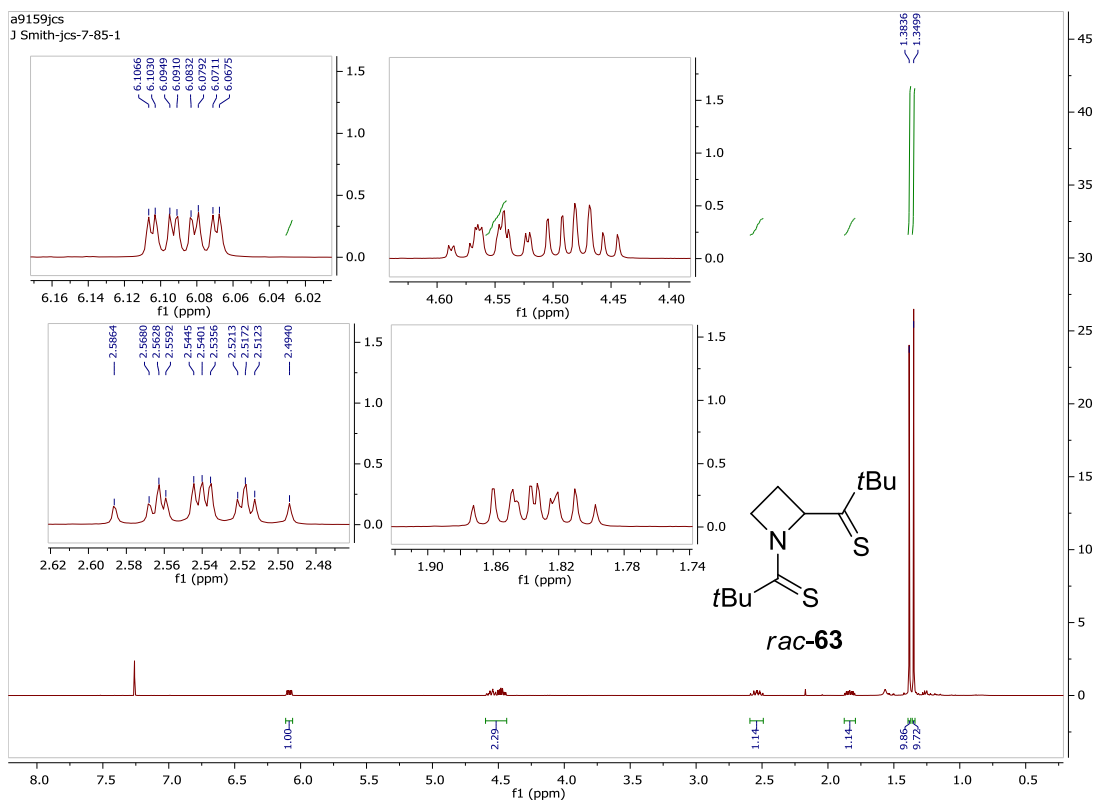 a9159jcs
J Smith-jcs-7-85-1
6.1066
6.1030
6.0949
6.0910
6.0832
6.0792
6.0711
6.0675
1.5
1.0
0.5
0.0
6.16 6.14 6.12 6.10 6.08 6.06 6.04 6.02
f1 (ppm)
1.5
1.0
0.5
0.0
4.60 4.55 4.50 4.45 4.40
f1 (ppm)
2.5864
2.5680
2.5628
2.5592
2.5445
2.5401
2.5356
2.5213
2.5172
2.5123
2.4940
1.5
1.0
0.5
0.0
2.62 2.60 2.58 2.56 2.54 2.52 2.50 2.48
f1 (ppm)
1.5
1.0
0.5
0.0
1.90 1.86 1.82 1.78 1.74
f1 (ppm)
1.3836
1.3499
45
40
35
30
25
20
15
10
5
0
tBu
S
N
tBu
S
rac-63
1.00
2.29
1.14
1.14
9.86
9.72
8.0 7.5 7.0 6.5 6.0 5.5 5.0 4.5 4.0 3.5 3.0 2.5 2.0 1.5 1.0 0.5
f1 (ppm)